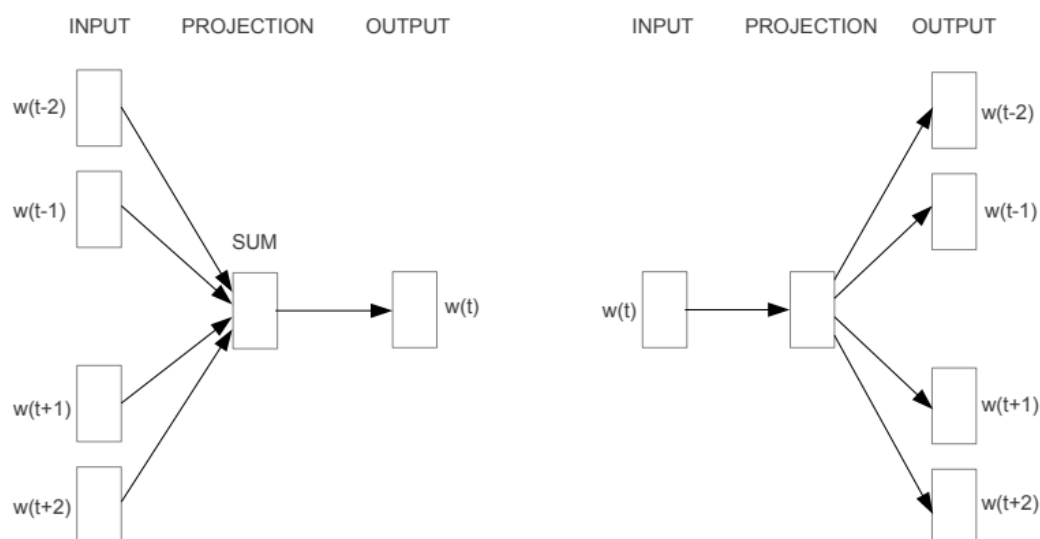 INPUT PROJECTION OUTPUT
w(t-2)
w(t-1)
SUM
w(t)
w(t+1)
w(t+2)
INPUT PROJECTION OUTPUT
w(t-2)
w(t-1)
w(t)
w(t+1)
w(t+2)